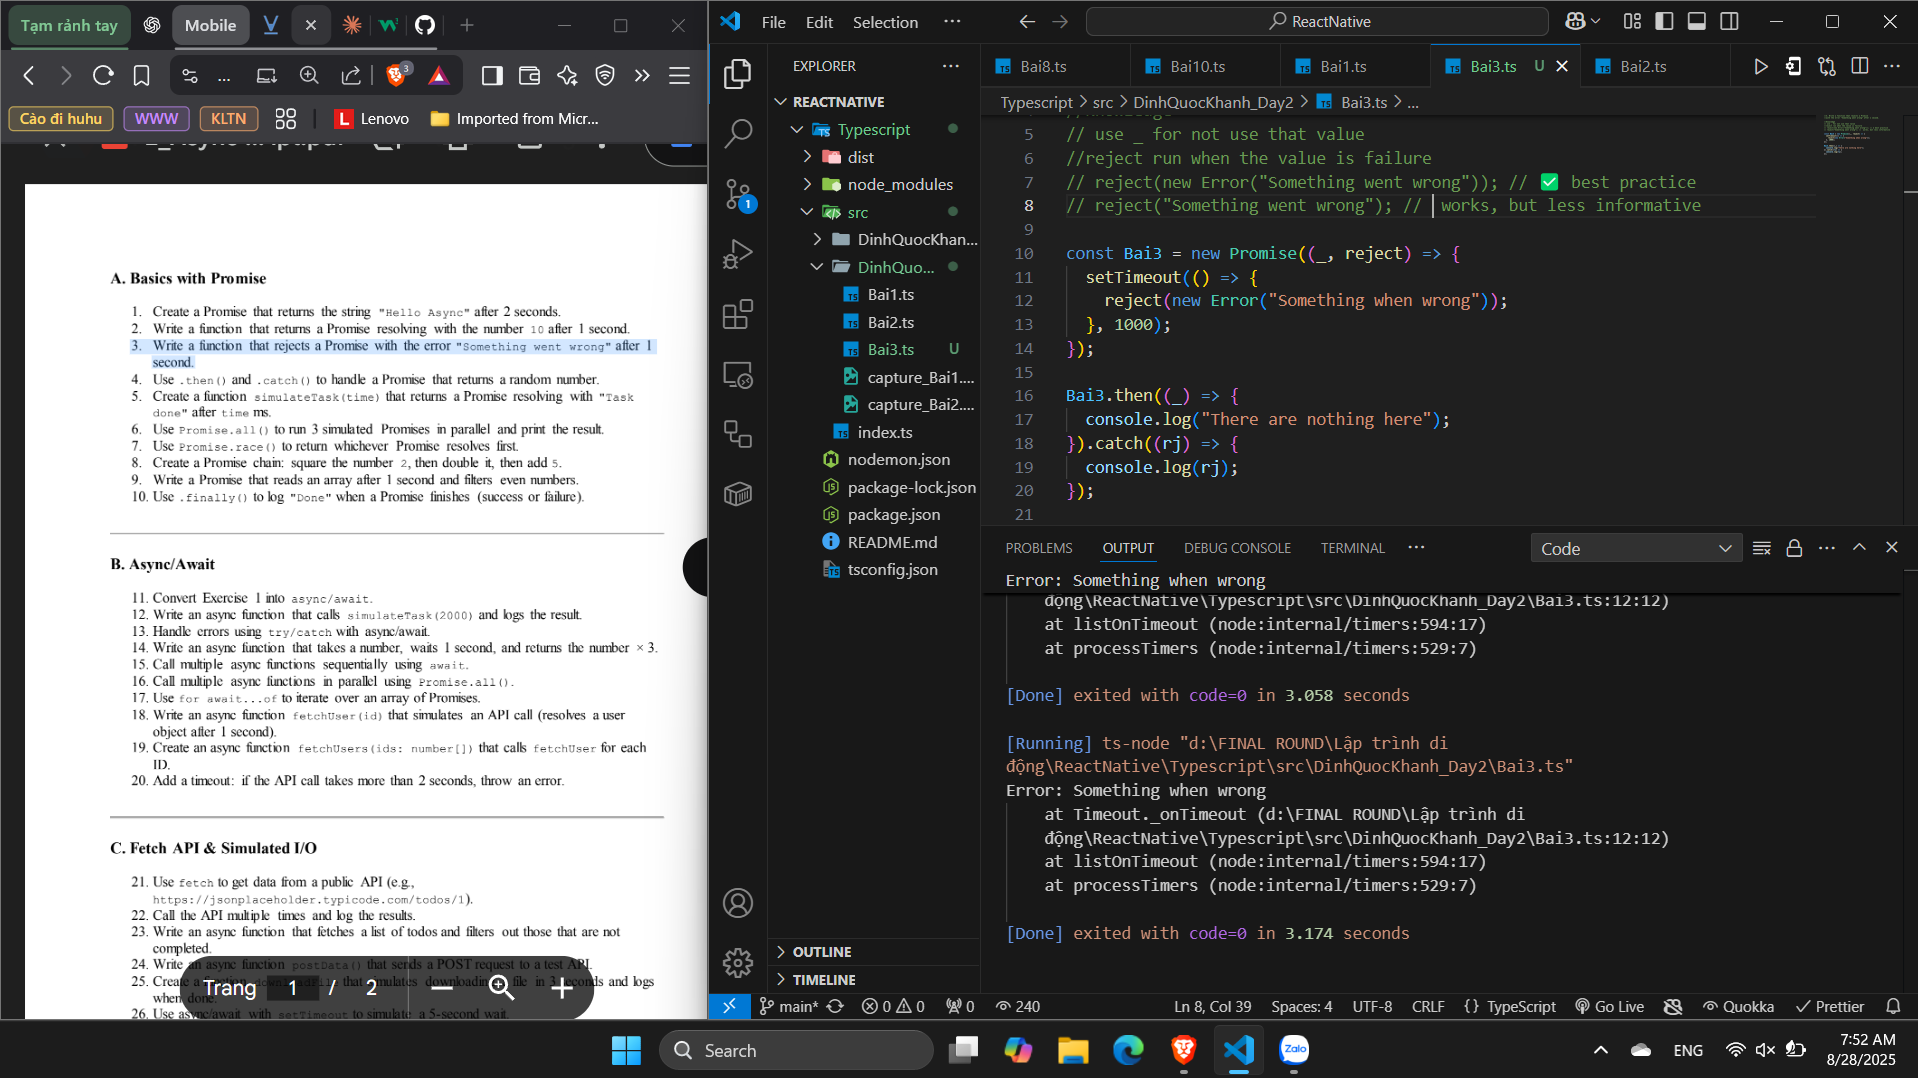 Tạm rảnh tay
Mobile
3
Cào đi huhu
WWW
KLTN
L Lenovo
Imported from Micr...
A. Basics with Promise
1. Create a Promise that returns the string "Hello Async" after 2 seconds.
2. Write a function that returns a Promise resolving with the number 10 after 1 second.
3. Write a function that rejects a Promise with the error "Something went wrong" after 1
second.
4. Use .then() and .catch() to handle a Promise that returns a random number.
5. Create a function simulateTask(time) that returns a Promise resolving with "Task
done" after time ms.
6. Use Promise.all() to run 3 simulated Promises in parallel and print the result.
7. Use Promise.race() to return whichever Promise resolves first.
8. Create a Promise chain: square the number 2, then double it, then add 5.
9. Write a Promise that reads an array after 1 second and filters even numbers.
10. Use .finally() to log "Done" when a Promise finishes (success or failure).
B. Async/Await
11. Convert Exercise 1 into async/await.
12. Write an async function that calls simulateTask(2000) and logs the result.
13. Handle errors using try/catch with async/await.
14. Write an async function that takes a number, waits 1 second, and returns the number × 3.
15. Call multiple async functions sequentially using await.
16. Call multiple async functions in parallel using Promise.all().
17. Use for await...of to iterate over an array of Promises.
18. Write an async function fetchUser(id) that simulates an API call (resolves a user
object after 1 second).
19. Create an async function fetchUsers(ids: number[]) that calls fetchUser for each
ID.
20. Add a timeout: if the API call takes more than 2 seconds, throw an error.
C. Fetch API & Simulated I/O
21. Use fetch to get data from a public API (e.g.,
https://jsonplaceholder.typicode.com/todos/1).
22. Call the API multiple times and log the results.
23. Write an async function that fetches a list of todos and filters out those that are not
completed.
24. Write an async function postData() that sends a POST request to a test API.
25. Create a function that simulates downloading file in 3 seconds and logs
when done.
26. Use async/await with setTimeout to simulate a 5-second wait.
Trang 1 / 2
File Edit Selection ...
ReactNative
EXPLORER
REACTNATIVE
Typescript
dist
node_modules
src
DinhQuocKhan...
DinhQuo...
Bai1.ts
Bai2.ts
Bai3.ts U
capture_Bai1....
capture_Bai2....
index.ts
nodemon.json
package-lock.json
package.json
README.md
tsconfig.json
OUTLINE
TIMELINE
1
Bai8.ts
Bai10.ts
Bai1.ts
Bai3.ts U
Bai2.ts
Typescript > src > DinhQuocKhanh_Day2 > Bai3.ts > ...
5 // use _ for not use that value
6 //reject run when the value is failure
7 // reject(new Error("Something went wrong")); // ✅ best practice
8 // reject("Something went wrong"); // works, but less informative
9
10 const Bai3 = new Promise((_, reject) => {
11 setTimeout(() => {
12 reject(new Error("Something when wrong"));
13 }, 1000);
14 });
15
16 Bai3.then((_) => {
17 console.log("There are nothing here");
18 }).catch((rj) => {
19 console.log(rj);
20 });
21
PROBLEMS OUTPUT DEBUG CONSOLE TERMINAL ...
Code
Error: Something when wrong
động\ReactNative\Typescript\src\DinhQuocKhanh_Day2\Bai3.ts:12:12)
at listOnTimeout (node:internal/timers:594:17)
at processTimers (node:internal/timers:529:7)
[Done] exited with code=0 in 3.058 seconds
[Running] ts-node "d:\FINAL ROUND\Lập trình di
động\ReactNative\Typescript\src\DinhQuocKhanh_Day2\Bai3.ts"
Error: Something when wrong
at Timeout._onTimeout (d:\FINAL ROUND\Lập trình di
động\ReactNative\Typescript\src\DinhQuocKhanh_Day2\Bai3.ts:12:12)
at listOnTimeout (node:internal/timers:594:17)
at processTimers (node:internal/timers:529:7)
[Done] exited with code=0 in 3.174 seconds
main* 0 0 0 240 Ln 8, Col 39 Spaces: 4 UTF-8 CRLF {} TypeScript Go Live Quokka Prettier
Search
Zalo
ENG
7:52 AM
8/28/2025